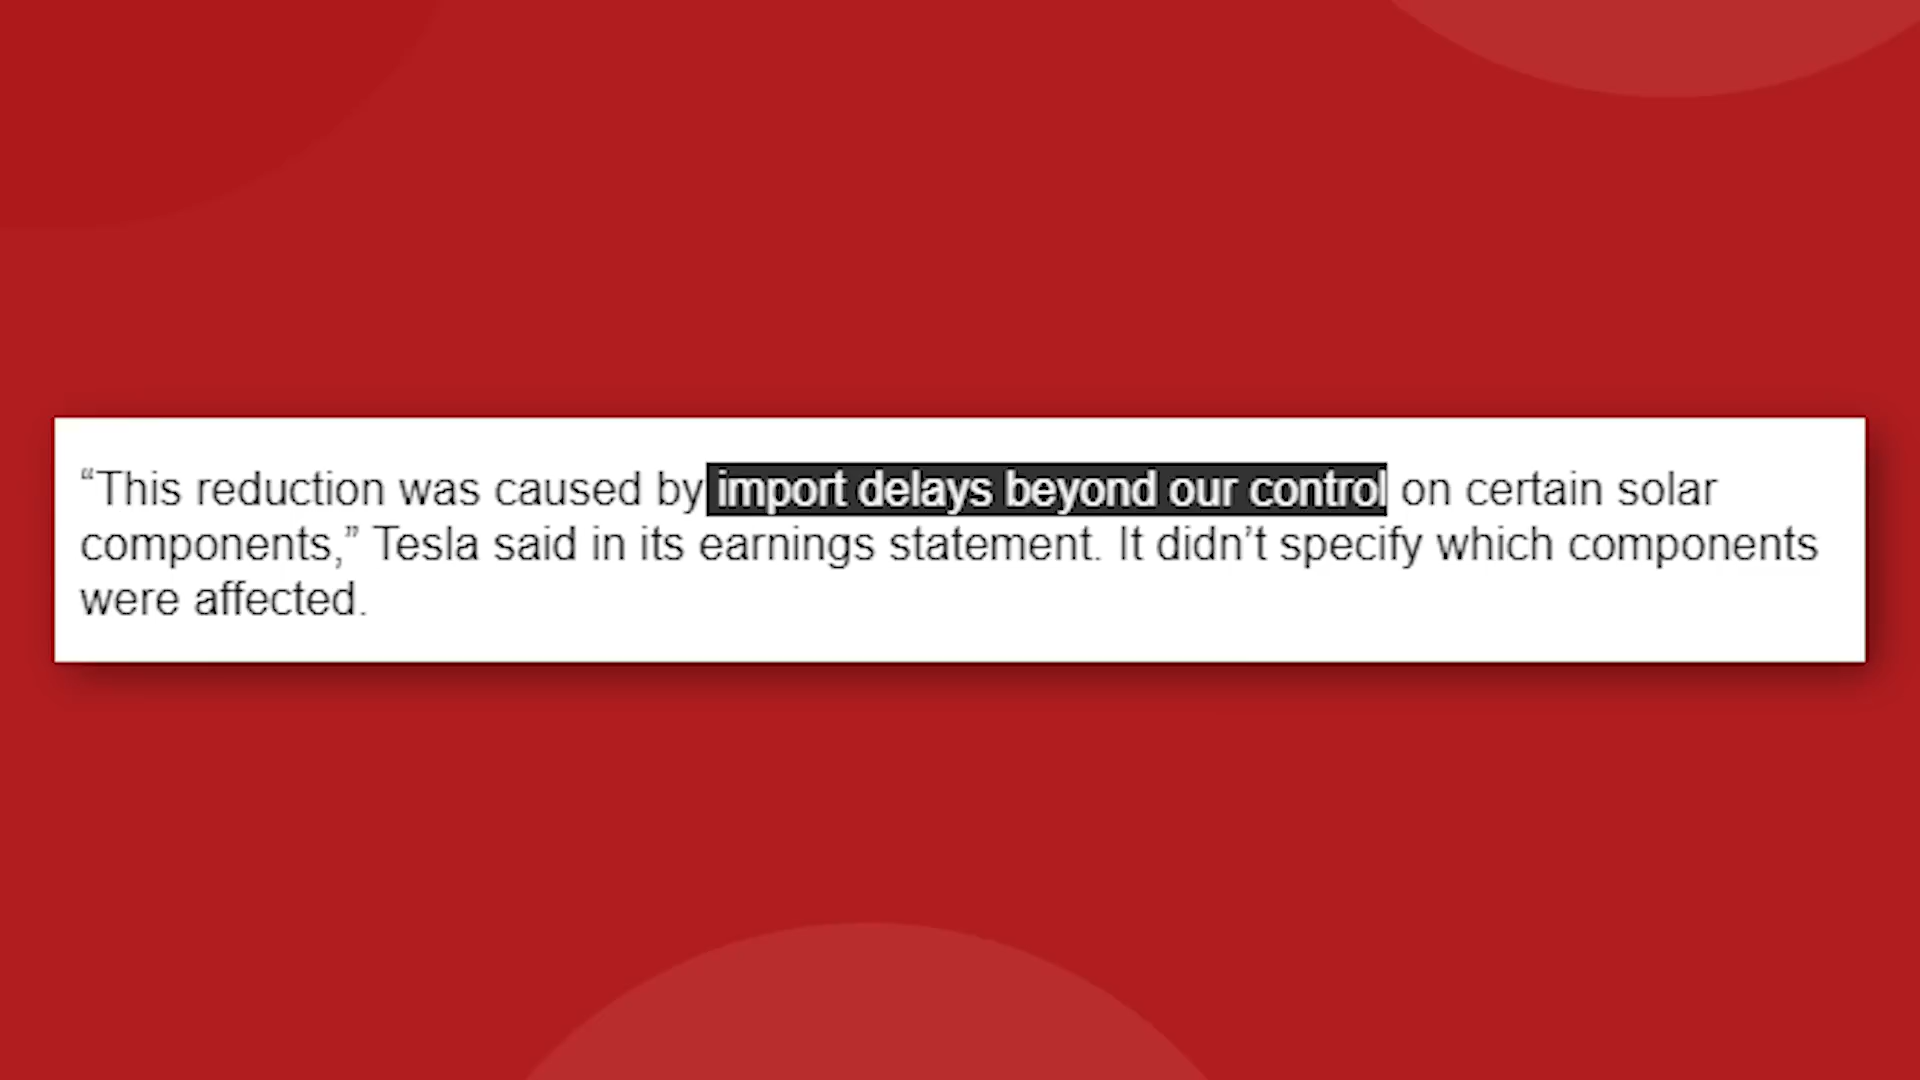 “This reduction was caused by import delays beyond our control on certain solar
components,” Tesla said in its earnings statement. It didn’t specify which components
were affected.